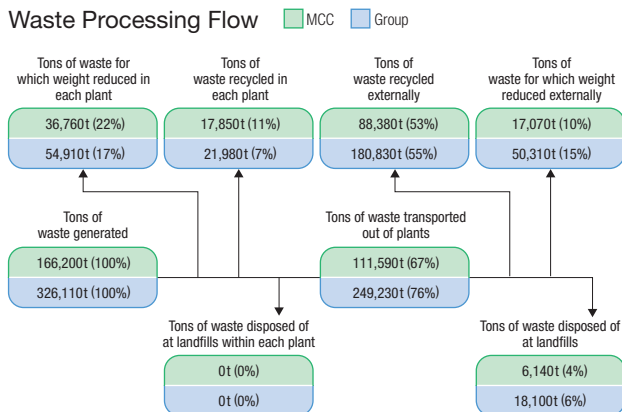 Waste Processing Flow
MCC
Group
Tons of waste for
which weight reduced in
each plant
36,760t (22%)
54,910t (17%)
Tons of
waste recycled in
each plant
17,850t (11%)
21,980t (7%)
Tons of
waste recycled
externally
88,380t (53%)
180,830t (55%)
Tons of
waste for which weight
reduced externally
17,070t (10%)
50,310t (15%)
Tons of
waste generated
166,200t (100%)
326,110t (100%)
Tons of waste transported
out of plants
111,590t (67%)
249,230t (76%)
Tons of waste disposed of
at landfills within each plant
0t (0%)
0t (0%)
Tons of waste disposed of
at landfills
6,140t (4%)
18,100t (6%)